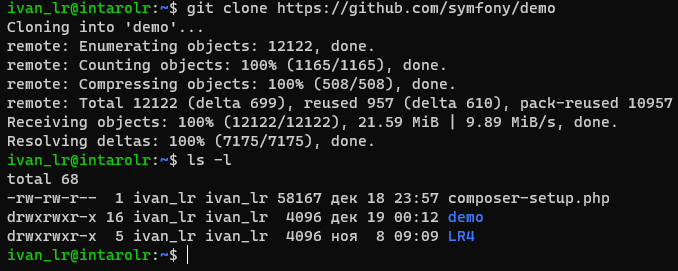 ivan_lr@intarolr:~$ git clone https://github.com/symfony/demo
Cloning into 'demo'...
remote: Enumerating objects: 12122, done.
remote: Counting objects: 100% (1165/1165), done.
remote: Compressing objects: 100% (508/508), done.
remote: Total 12122 (delta 699), reused 957 (delta 610), pack-reused 10957
Receiving objects: 100% (12122/12122), 21.59 MiB | 9.89 MiB/s, done.
Resolving deltas: 100% (7175/7175), done.
ivan_lr@intarolr:~$ ls -l
total 68
-rw-rw-r--  1 ivan_lr ivan_lr 58167 дек 18 23:57 composer-setup.php
drwxrwxr-x 16 ivan_lr ivan_lr  4096 дек 19 00:12 demo
drwxrwxr-x  5 ivan_lr ivan_lr  4096 ноя  8 09:09 LR4
ivan_lr@intarolr:~$